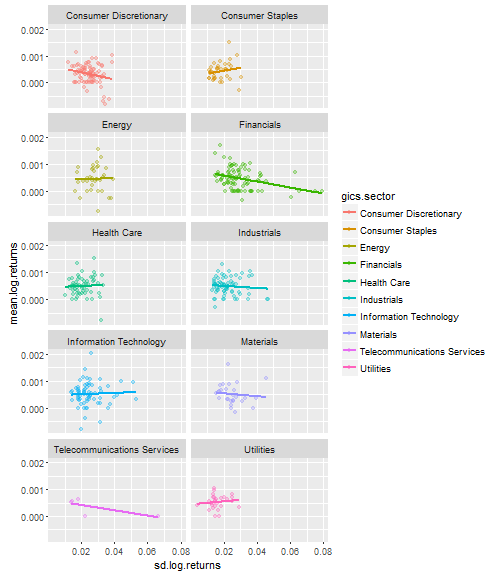 Consumer Discretionary Consumer Staples
0.002
0.001
0.000
Energy Financials
0.002
0.001
0.000
Health Care Industrials
0.002
0.001
0.000
Information Technology Materials
0.002
0.001
0.000
Telecommunications Services Utilities
0.002
0.001
0.000
0.02 0.04 0.06 0.08 0.02 0.04 0.06 0.08
sd.log.returns
mean.log.returns
gics.sector
Consumer Discretionary
Consumer Staples
Energy
Financials
Health Care
Industrials
Information Technology
Materials
Telecommunications Services
Utilities